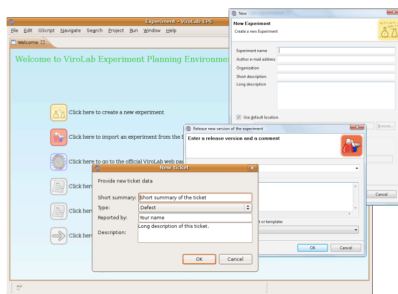 Experiment - ViroLab EPE
File Edit GScript Navigate Search Project Run Window Help
Welcome
Welcome to ViroLab Experiment Planning Environme
Click here to create a new experiment
Click here to import an experiment from the
Click here to go to the official ViroLab web pa
Click her
Click her
Click her
New
New Experiment
Create a new Experiment
Experiment name
Author e-mail address
Organization
Short description
Long description
Use default location
Browse...
Cancel
Release new version of the experiment
Enter a release version and a comment
t or template
OK Cancel
New ticket
Provide new ticket data.
Short summary: Short summary of the ticket
Type: Defect
Reported by: Your name
Description: Long description of this ticket.
OK Cancel